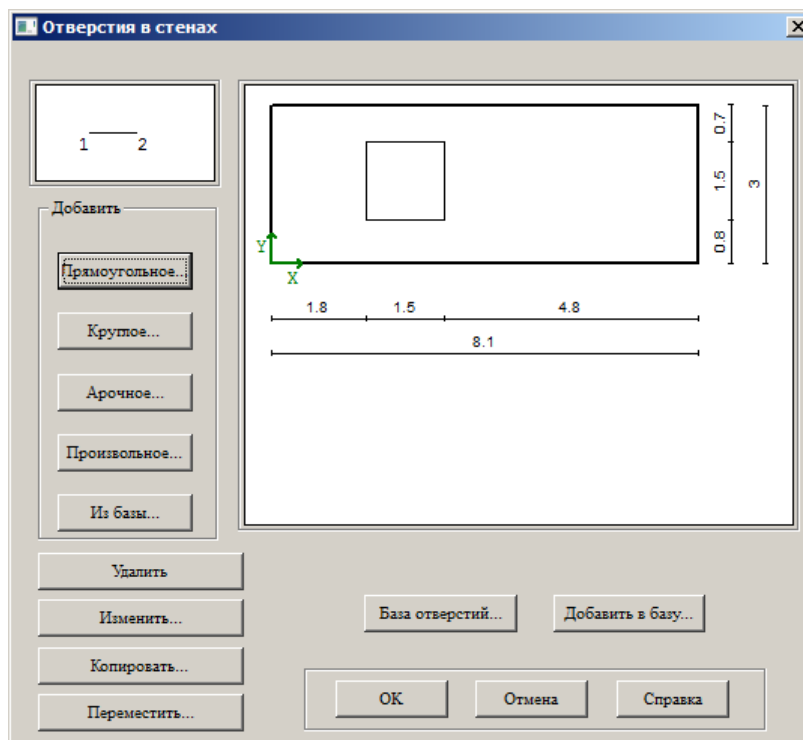 Отверстия в стенах
1 2
Добавить
Прямоугольное...
Круглое...
Арочное...
Произвольное...
Из базы...
Удалить
Изменить...
Копировать...
Переместить...
Y
X
1.8 1.5 4.8
8.1
0.7
1.5
0.8
3
База отверстий... Добавить в базу...
OK Отмена Справка